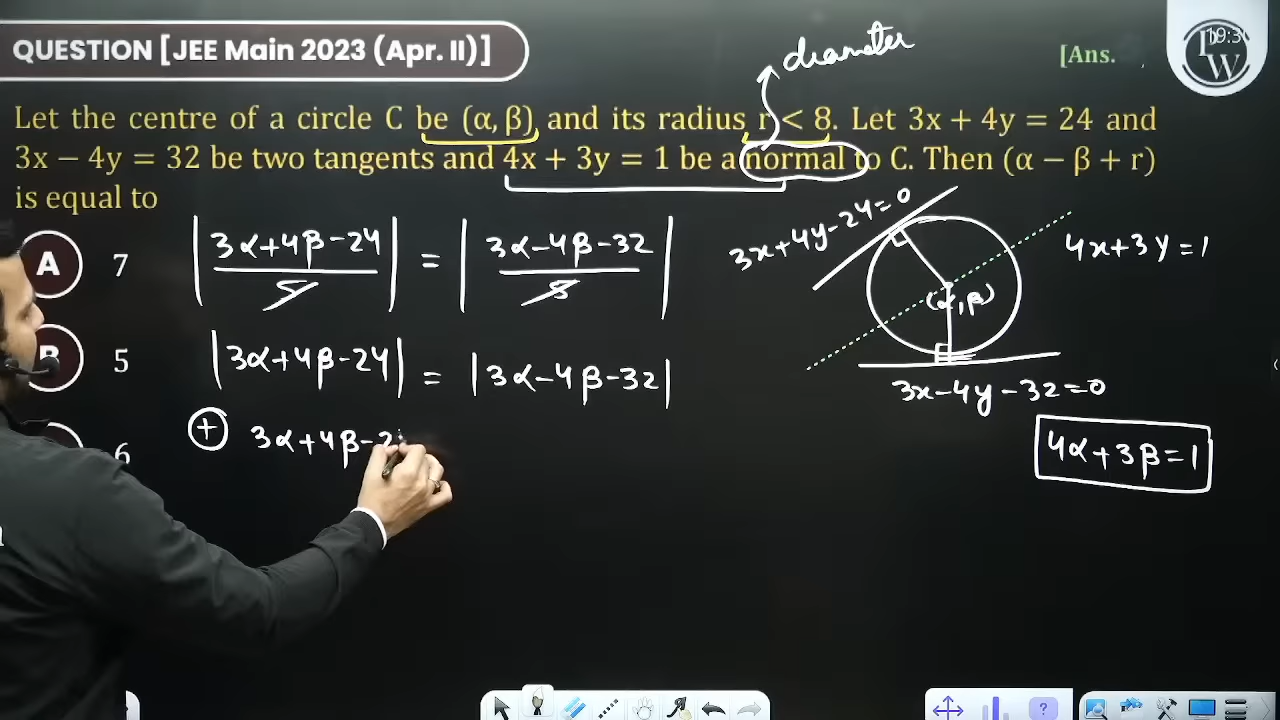 QUESTION [JEE Main 2023 (Apr. II)]
diameter
[Ans.
19:3
W
Let the centre of a circle C be (α, β) and its radius r < 8. Let 3x + 4y = 24 and
3x − 4y = 32 be two tangents and 4x + 3y = 1 be a normal to C. Then (α − β + r)
is equal to
A 7
|3α+4β-24 / 5| = |3α-4β-32 / 5|
3x+4y-24=0
4x+3y=1
(α,β)
B 5
|3α+4β-24| = |3α-4β-32|
3x-4y-32=0
6
+ 3α+4β-2
4α+3β=1